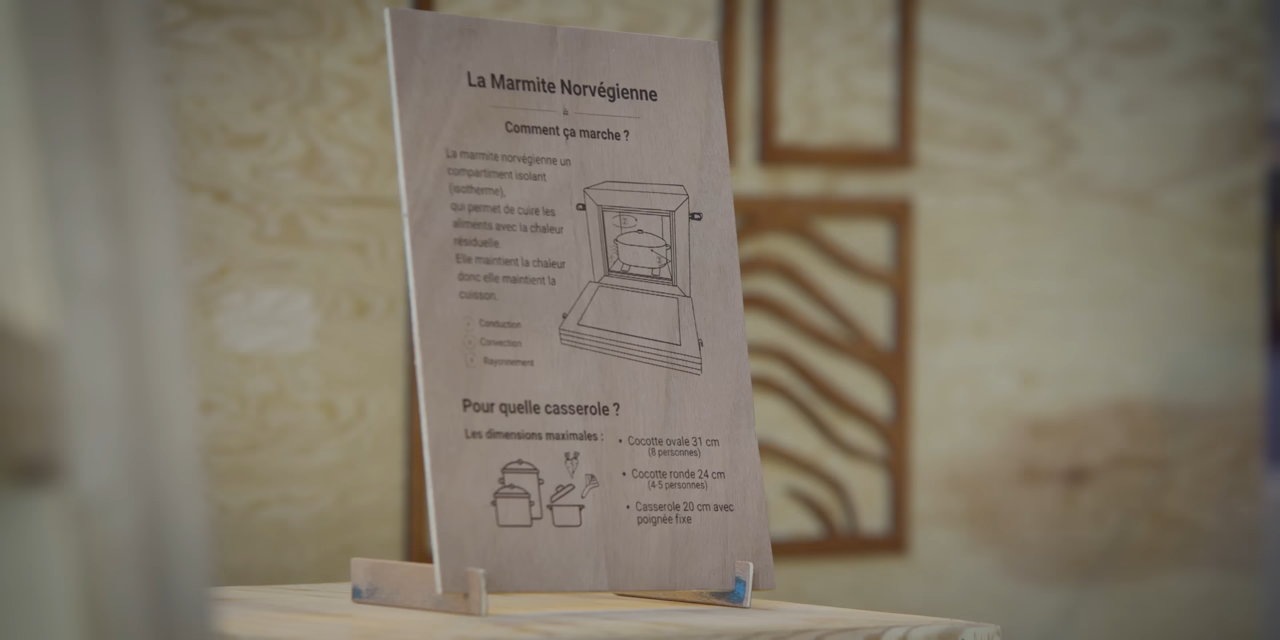 La Marmite Norvégienne
Comment ça marche ?
La marmite norvégienne un
compartiment isolant
(isotherme),
qui permet de cuire les
aliments avec la chaleur
résiduelle.
Elle maintient la chaleur
donc elle maintient la
cuisson.
Conduction
Convection
Rayonnement
Pour quelle casserole ?
Les dimensions maximales :
• Cocotte ovale 31 cm
(8 personnes)
• Cocotte ronde 24 cm
(4-5 personnes)
• Casserole 20 cm avec
poignée fixe